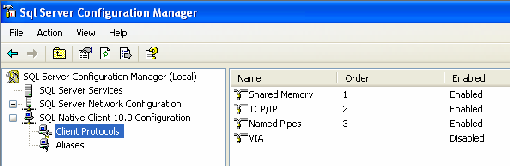 Sql Server Configuration Manager
File Action View Help
SQL Server Configuration Manager (Local)
SQL Server Services
SQL Server Network Configuration
SQL Native Client 10.0 Configuration
Client Protocols
Aliases
Name Order Enabled
Shared Memory 1 Enabled
TCP/IP 2 Enabled
Named Pipes 3 Enabled
VIA Disabled